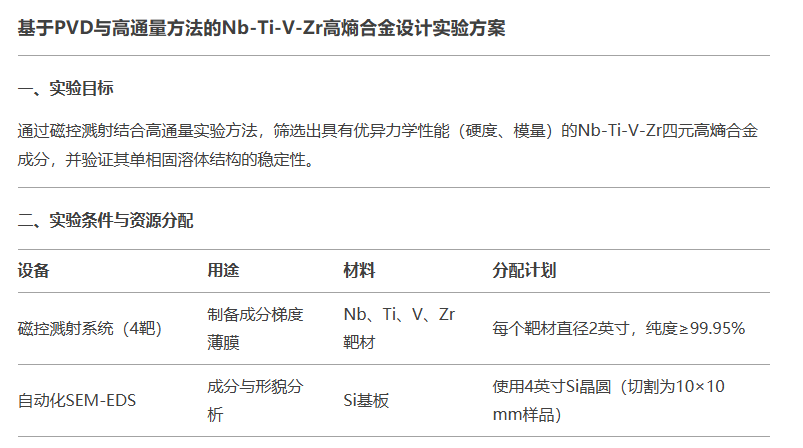 基于PVD与高通量方法的Nb-Ti-V-Zr高熵合金设计实验方案
一、实验目标
通过磁控溅射结合高通量实验方法，筛选出具有优异力学性能（硬度、模量）的Nb-Ti-V-Zr四元高熵合金
成分，并验证其单相固溶体结构的稳定性。
二、实验条件与资源分配
设备 用途 材料 分配计划
磁控溅射系统（4靶） 制备成分梯度 Nb、Ti、V、Zr 每个靶材直径2英寸，纯度≥99.95%
薄膜 靶材
自动化SEM-EDS 成分与形貌分 Si基板 使用4英寸Si晶圆（切割为10×10
析 mm样品）